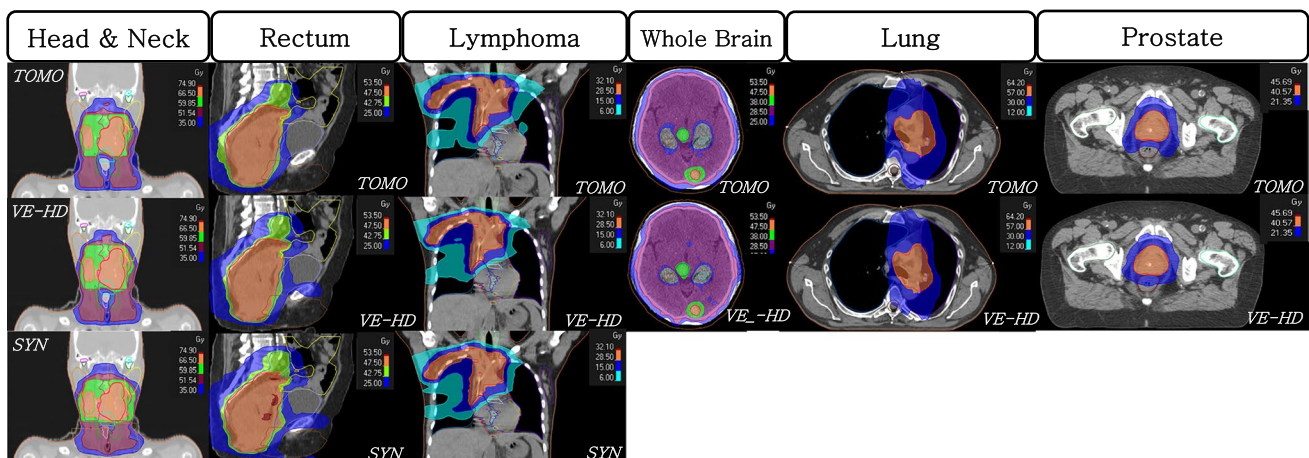 Head & Neck
Rectum
Lymphoma
Whole Brain
Lung
Prostate
TOMO
Gy
74.90
66.50
59.85
51.54
35.00
Gy
53.50
47.50
42.75
25.00
TOMO
Gy
32.10
28.50
15.00
6.00
TOMO
Gy
53.50
47.50
38.00
28.50
25.00
TOMO
Gy
64.20
57.00
30.00
12.00
TOMO
Gy
45.69
40.57
21.35
TOMO
VE-HD
Gy
74.90
66.50
59.85
51.54
35.00
Gy
53.50
47.50
42.75
25.00
VE-HD
Gy
32.10
28.50
15.00
6.00
VE-HD
Gy
53.50
47.50
38.00
28.50
VE_-HD
Gy
64.20
57.00
30.00
12.00
VE-HD
Gy
45.69
40.57
21.35
VE-HD
SYN
Gy
74.90
66.50
59.85
51.54
35.00
Gy
53.50
47.50
42.75
25.00
SYN
Gy
32.10
28.50
15.00
6.00
SYN